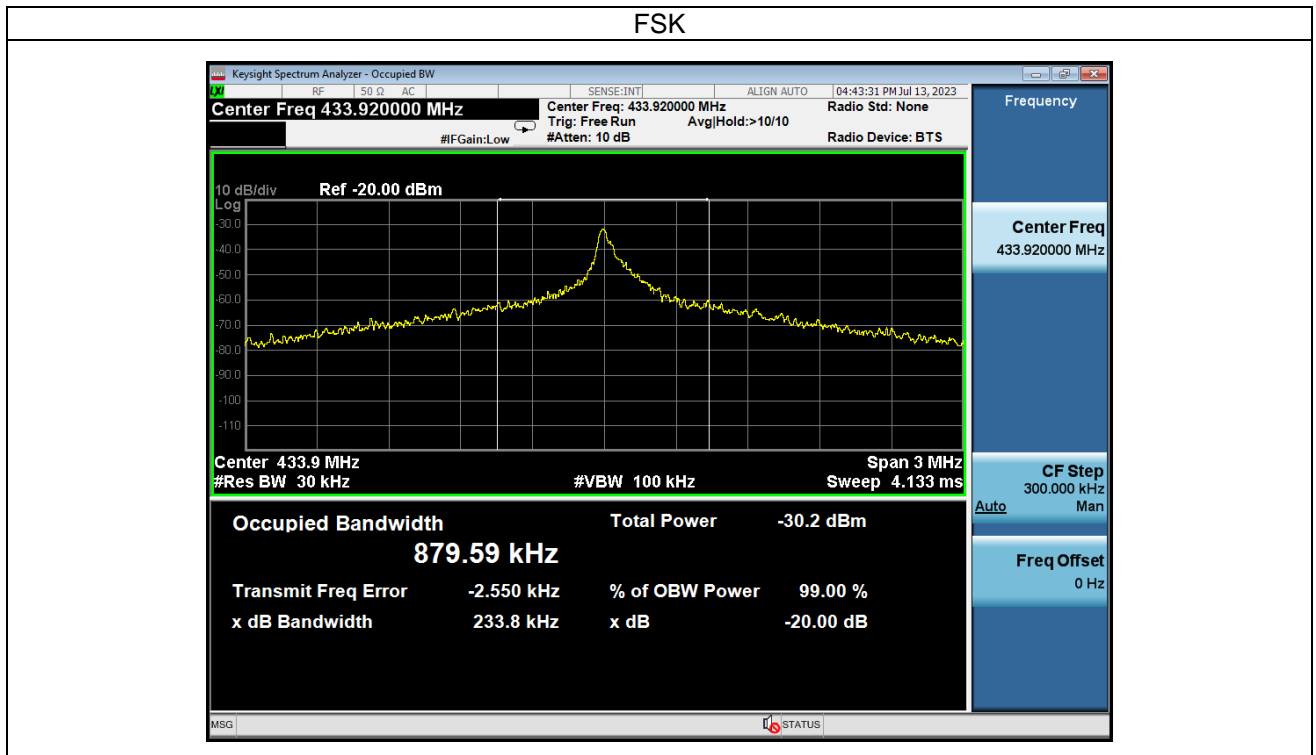 FSK
Keysight Spectrum Analyzer - Occupied BW
LXI RF 50 Ω AC SENSE:INT ALIGN AUTO 04:43:31 PM Jul 13, 2023
Center Freq 433.920000 MHz
Center Freq: 433.920000 MHz
Radio Std: None
Trig: Free Run Avg|Hold:>10/10
#IFGain:Low
#Atten: 10 dB
Radio Device: BTS
10 dB/div Ref -20.00 dBm
Log
-30.0
-40.0
-50.0
-60.0
-70.0
-80.0
-90.0
-100
-110
Center 433.9 MHz Span 3 MHz
#Res BW 30 kHz #VBW 100 kHz Sweep 4.133 ms
Occupied Bandwidth Total Power -30.2 dBm
879.59 kHz
Transmit Freq Error -2.550 kHz % of OBW Power 99.00 %
x dB Bandwidth 233.8 kHz x dB -20.00 dB
Frequency
Center Freq
433.920000 MHz
CF Step
300.000 kHz
Auto Man
Freq Offset
0 Hz
MSG STATUS